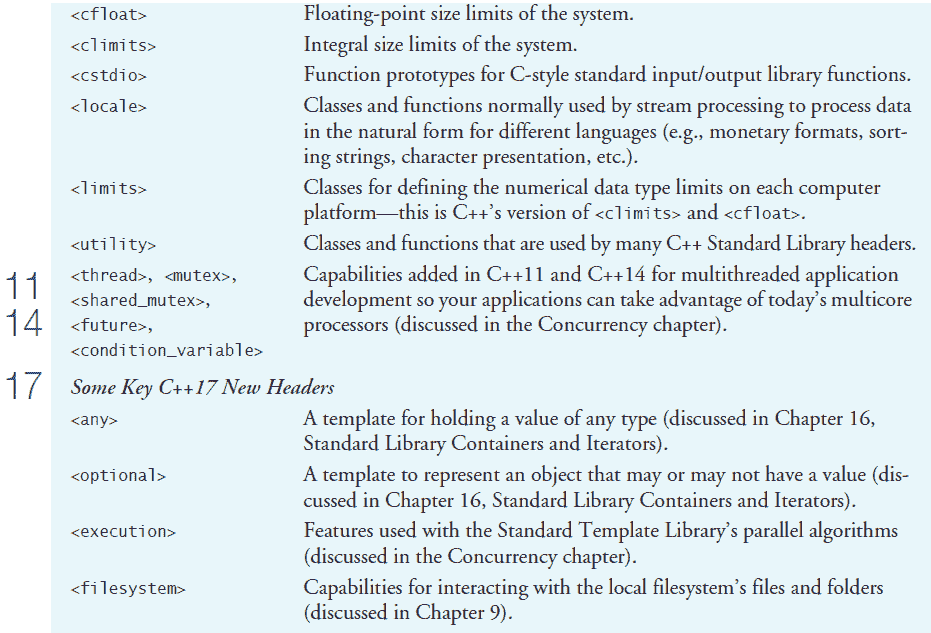 <cfloat> Floating-point size limits of the system.
<climits> Integral size limits of the system.
<cstdio> Function prototypes for C-style standard input/output library functions.
<locale> Classes and functions normally used by stream processing to process data
in the natural form for different languages (e.g., monetary formats, sort-
ing strings, character presentation, etc.).
<limits> Classes for defining the numerical data type limits on each computer
platform—this is C++’s version of <climits> and <cfloat>.
<utility> Classes and functions that are used by many C++ Standard Library headers.
11 <thread>, <mutex>, Capabilities added in C++11 and C++14 for multithreaded application
<shared_mutex>, development so your applications can take advantage of today’s multicore
14 <future>, processors (discussed in the Concurrency chapter).
<condition_variable>
17 Some Key C++17 New Headers
<any> A template for holding a value of any type (discussed in Chapter 16,
Standard Library Containers and Iterators).
<optional> A template to represent an object that may or may not have a value (dis-
cussed in Chapter 16, Standard Library Containers and Iterators).
<execution> Features used with the Standard Template Library’s parallel algorithms
(discussed in the Concurrency chapter).
<filesystem> Capabilities for interacting with the local filesystem’s files and folders
(discussed in Chapter 9).